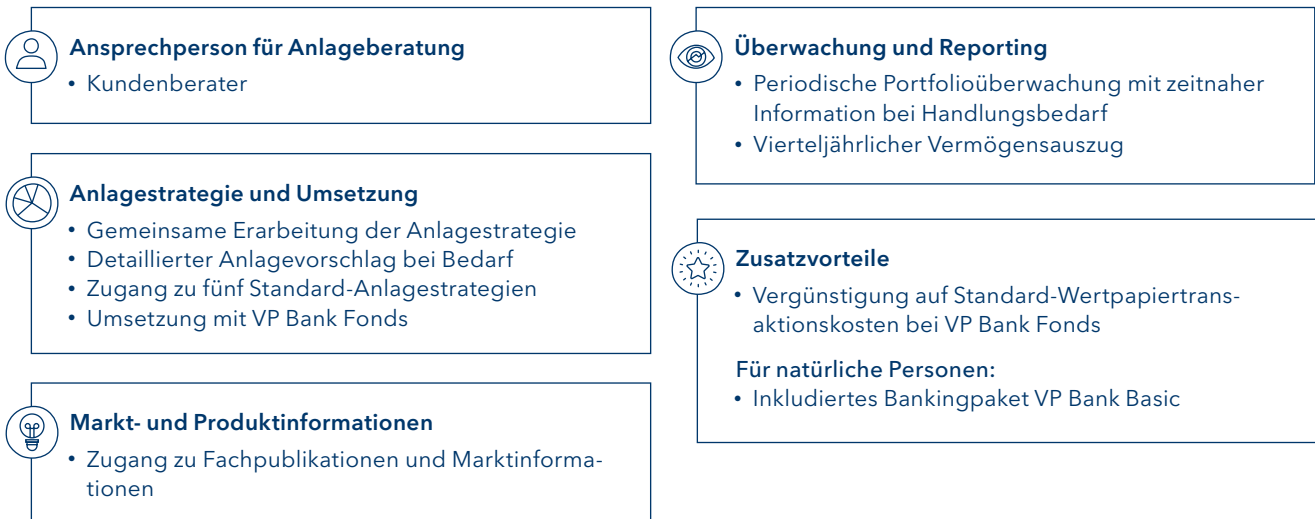 Ansprechperson für Anlageberatung
• Kundenberater
Anlagestrategie und Umsetzung
• Gemeinsame Erarbeitung der Anlagestrategie
• Detaillierter Anlagevorschlag bei Bedarf
• Zugang zu fünf Standard-Anlagestrategien
• Umsetzung mit VP Bank Fonds
Markt- und Produktinformationen
• Zugang zu Fachpublikationen und Marktinforma-
tionen
Überwachung und Reporting
• Periodische Portfolioüberwachung mit zeitnaher
Information bei Handlungsbedarf
• Vierteljährlicher Vermögensauszug
Zusatzvorteile
• Vergünstigung auf Standard-Wertpapiertrans-
aktionskosten bei VP Bank Fonds
Für natürliche Personen:
• Inkludiertes Bankingpaket VP Bank Basic